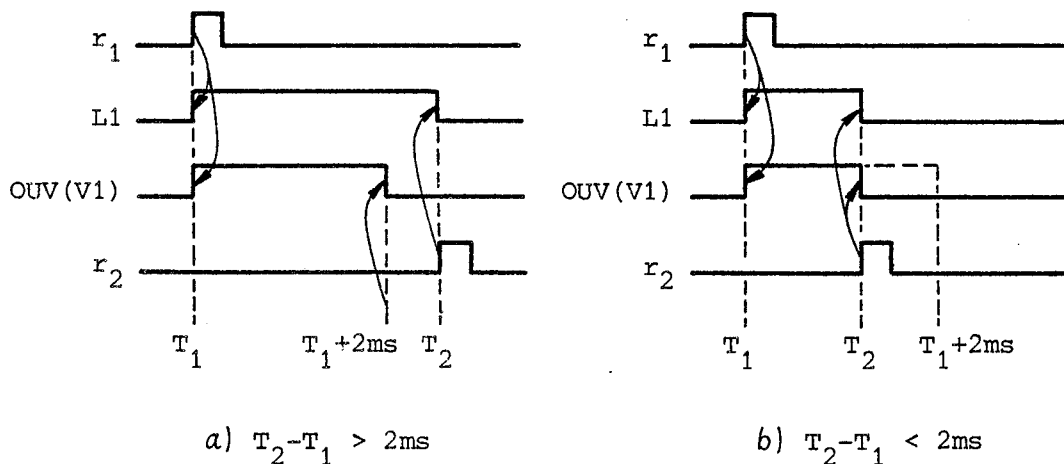 r₁
L1
OUV(V1)
r₂
T₁ T₁+2ms T₂
a) T₂-T₁ > 2ms
r₁
L1
OUV(V1)
r₂
T₁ T₂ T₁+2ms
b) T₂-T₁ < 2ms